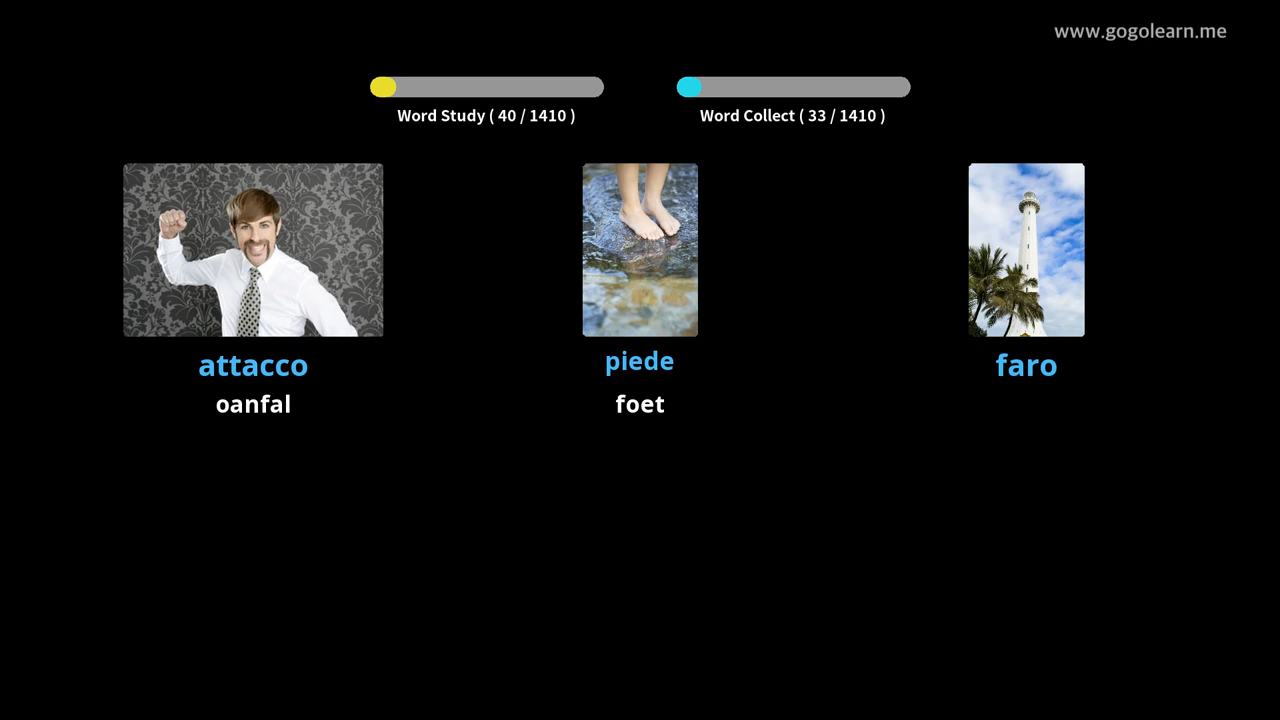 www.gogolearn.me
Word Study ( 40 / 1410 )
Word Collect ( 33 / 1410 )
attacco
piede
faro
oanfal
foet